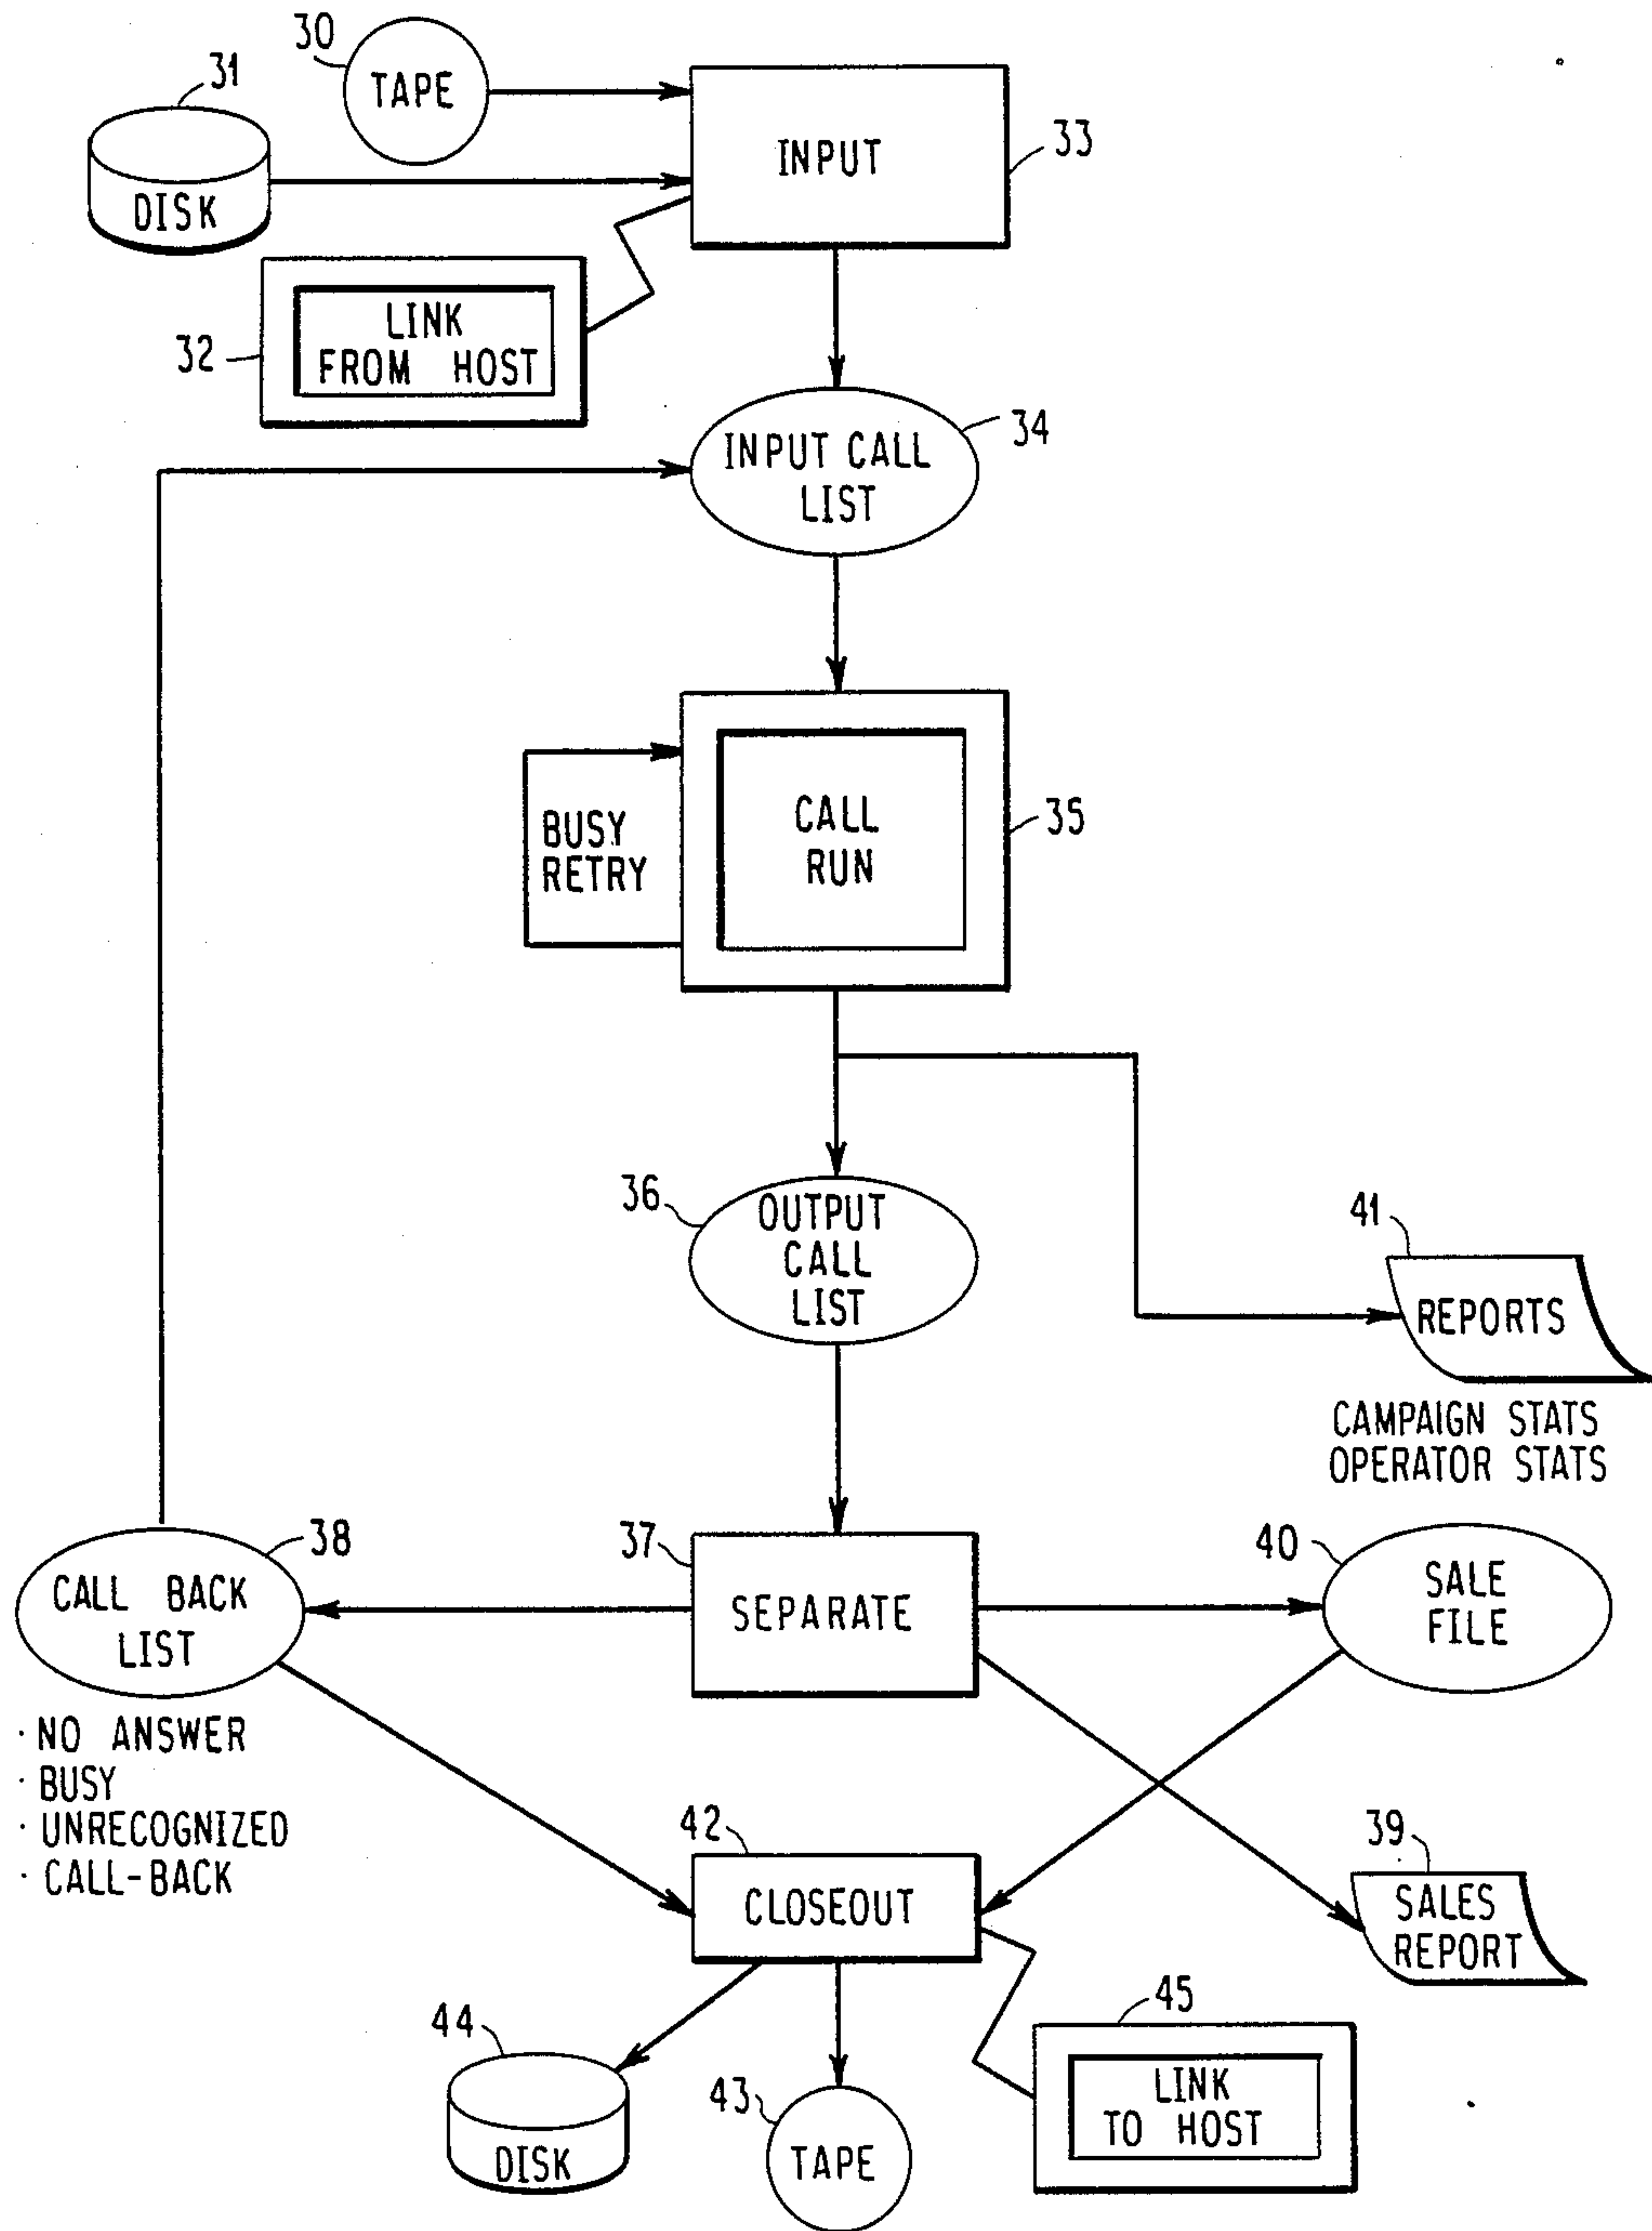 30
TAPE
31
DISK
INPUT
33
LINK
FROM HOST
32
34
INPUT CALL
LIST
BUSY
RETRY
CALL
RUN
35
36
OUTPUT
CALL
LIST
41
REPORTS
CAMPAIGN STATS
OPERATOR STATS
38
CALL BACK
LIST
37
SEPARATE
40
SALE
FILE
· NO ANSWER
· BUSY
· UNRECOGNIZED
· CALL-BACK
42
CLOSEOUT
39
SALES
REPORT
44
DISK
43
TAPE
45
LINK
TO HOST